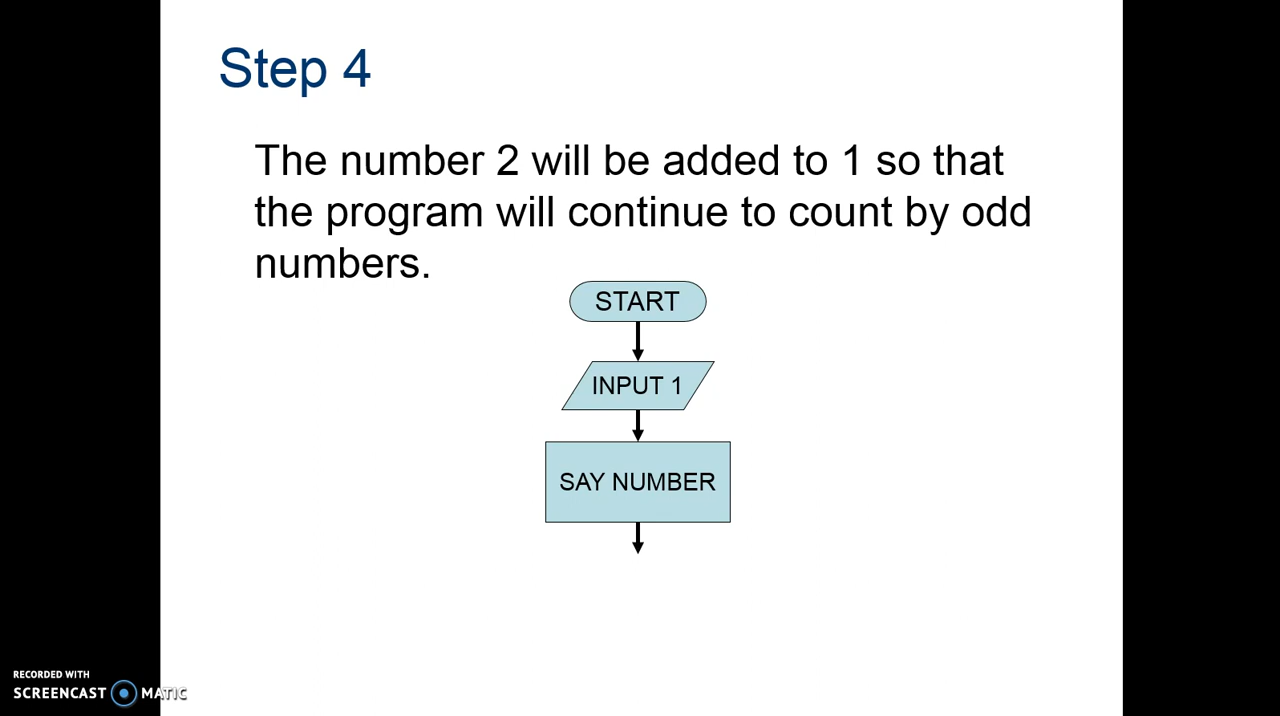 Step 4
The number 2 will be added to 1 so that
the program will continue to count by odd
numbers.
START
INPUT 1
SAY NUMBER
RECORDED WITH
SCREENCAST MATIC